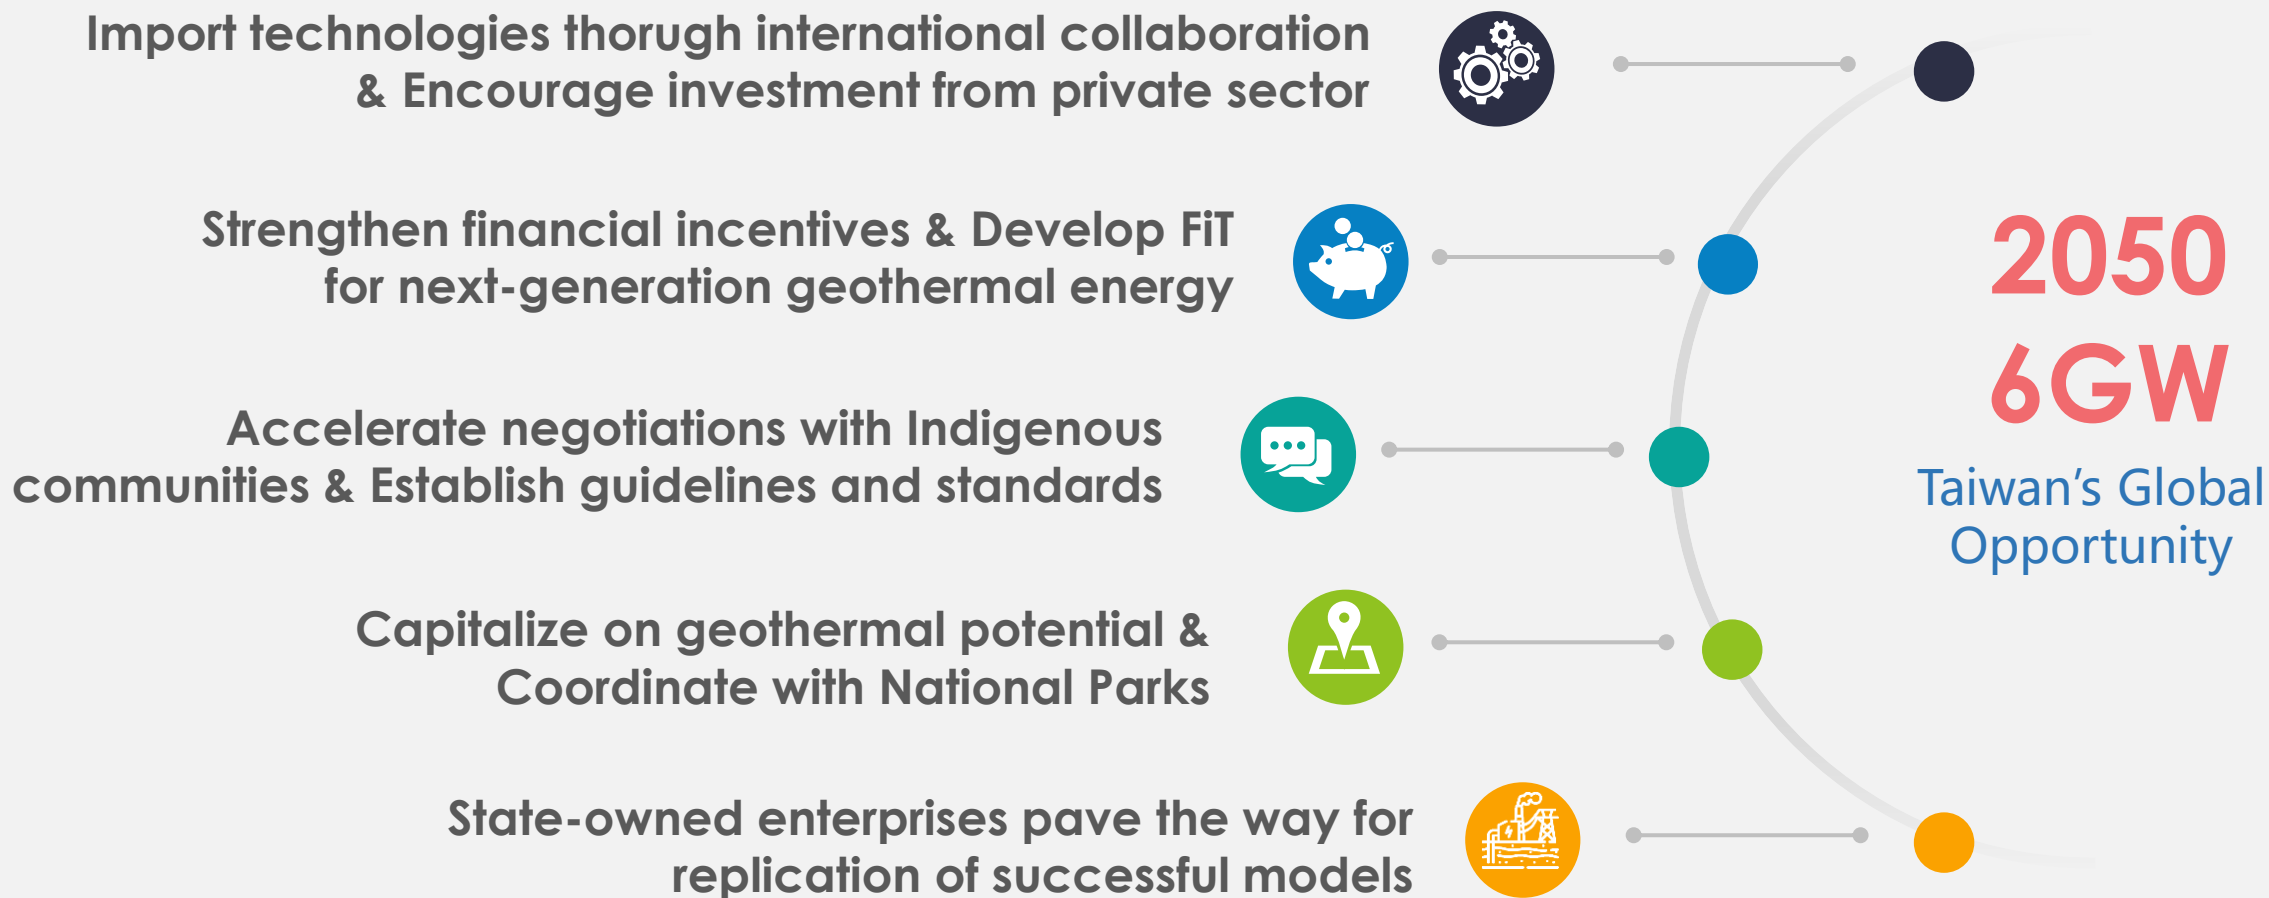 Import technologies thorugh international collaboration
& Encourage investment from private sector
Strengthen financial incentives & Develop FiT
for next-generation geothermal energy
Accelerate negotiations with Indigenous
communities & Establish guidelines and standards
Capitalize on geothermal potential &
Coordinate with National Parks
State-owned enterprises pave the way for
replication of successful models
2050
6GW
Taiwan’s Global
Opportunity